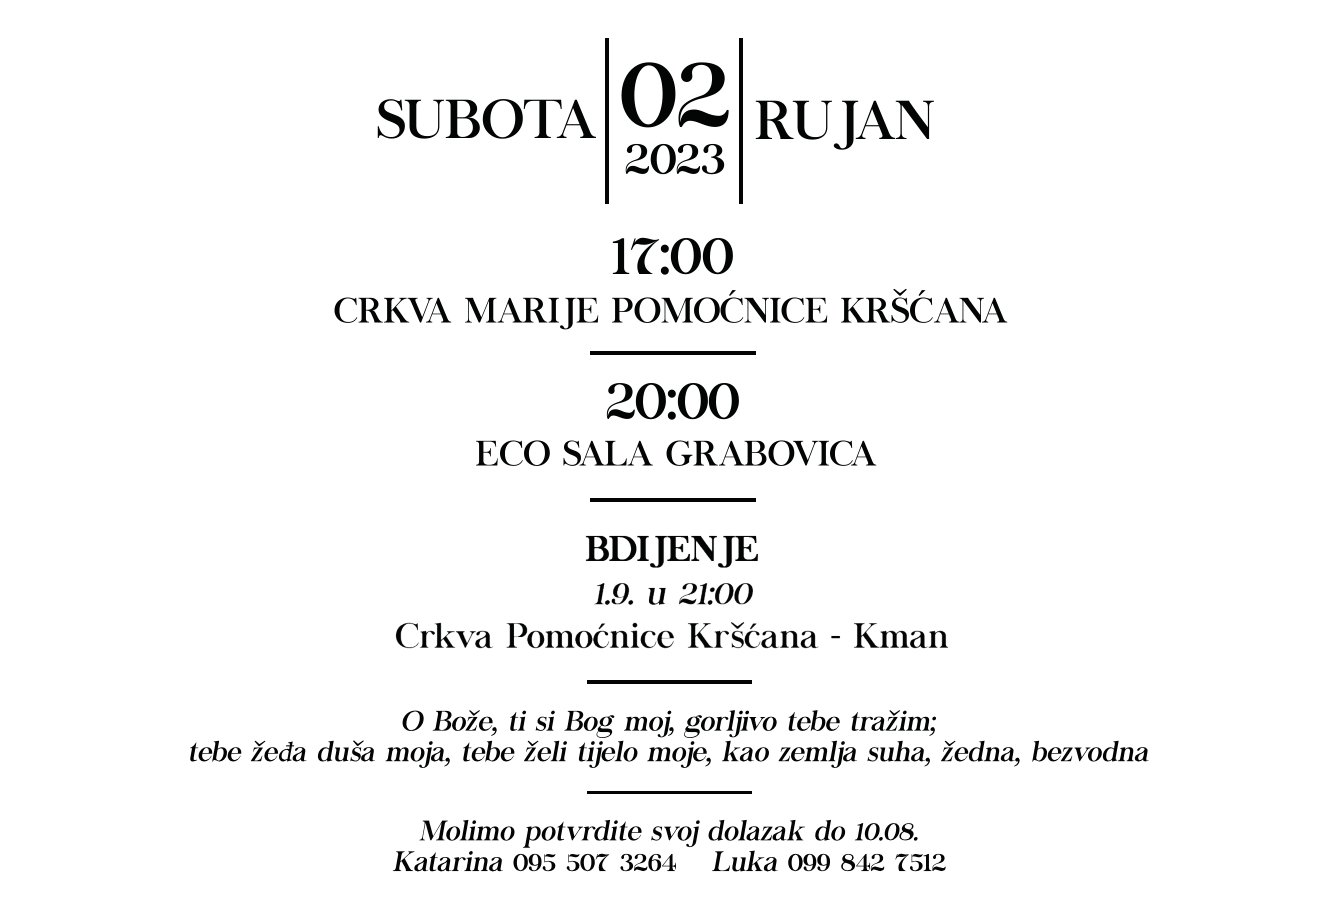 SUBOTA 02 RUJAN
2023
17:00
CRKVA MARIJE POMOĆNICE KRŠĆANA
20:00
ECO SALA GRABOVICA
BDIJENJE
1.9. u 21:00
Crkva Pomoćnice Kršćana - Kman
O Bože, ti si Bog moj, gorljivo tebe tražim;
tebe žeđa duša moja, tebe želi tijelo moje, kao zemlja suha, žedna, bezvodna
Molimo potvrdite svoj dolazak do 10.08.
Katarina 095 507 3264 Luka 099 842 7512